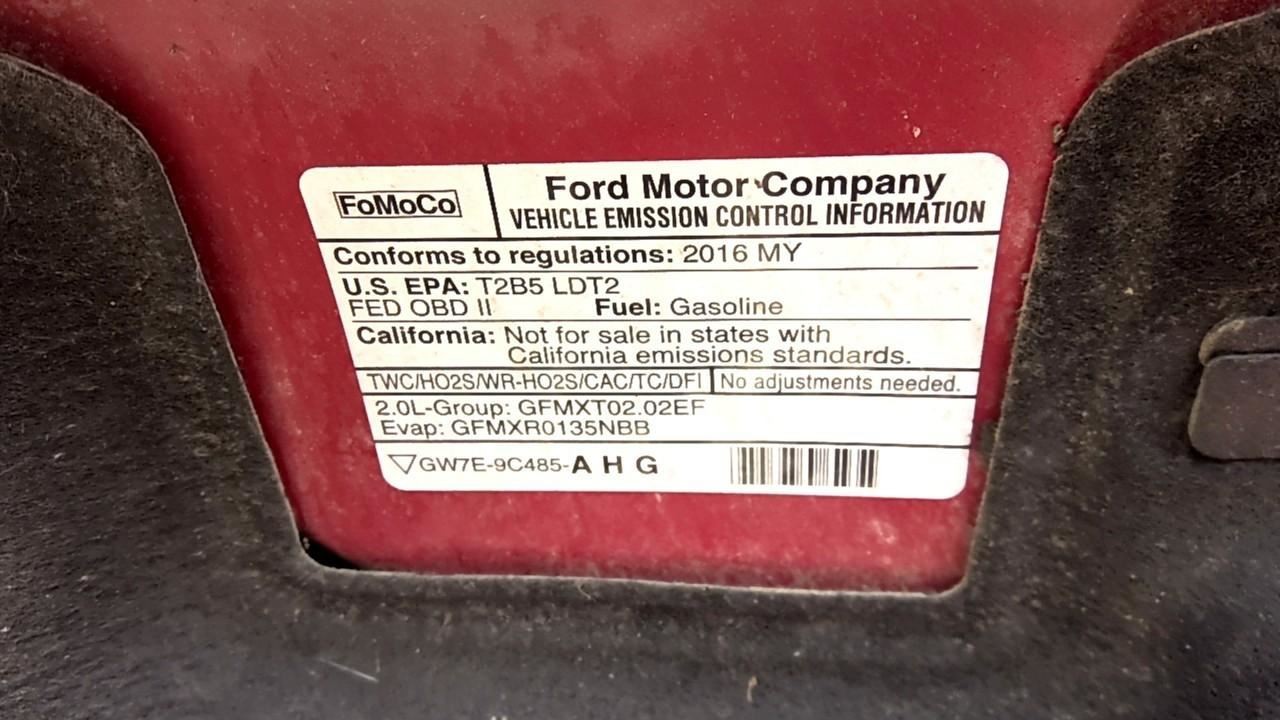 FoMoCo
Ford Motor Company
VEHICLE EMISSION CONTROL INFORMATION
Conforms to regulations: 2016 MY
U.S. EPA: T2B5 LDT2
FED OBD II Fuel: Gasoline
California: Not for sale in states with
California emissions standards.
TWC/HO2S/WR-HO2S/CAC/TC/DFI No adjustments needed.
2.0L-Group: GFMXT02.02EF
Evap: GFMXR0135NBB
GW7E-9C485-A H G